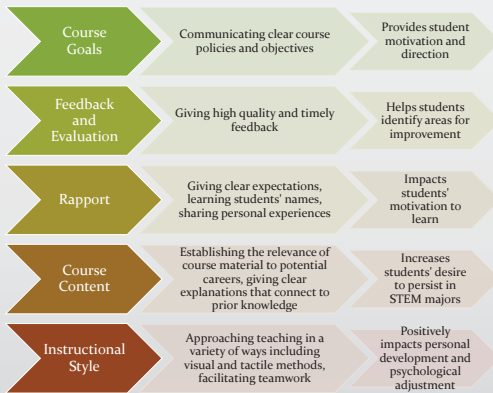 Course
Goals
Communicating clear course
policies and objectives
Provides student
motivation and
direction
Feedback
and
Evaluation
Giving high quality and timely
feedback
Helps students
identify areas for
improvement
Rapport
Giving clear expectations,
learning students' names,
sharing personal experiences
Impacts
students'
motivation to
learn
Course
Content
Establishing the relevance of
course material to potential
careers, giving clear
explanations that connect to
prior knowledge
Increases
students' desire
to persist in
STEM majors
Instructional
Style
Approaching teaching in a
variety of ways including
visual and tactile methods,
facilitating teamwork
Positively
impacts personal
development and
psychological
adjustment